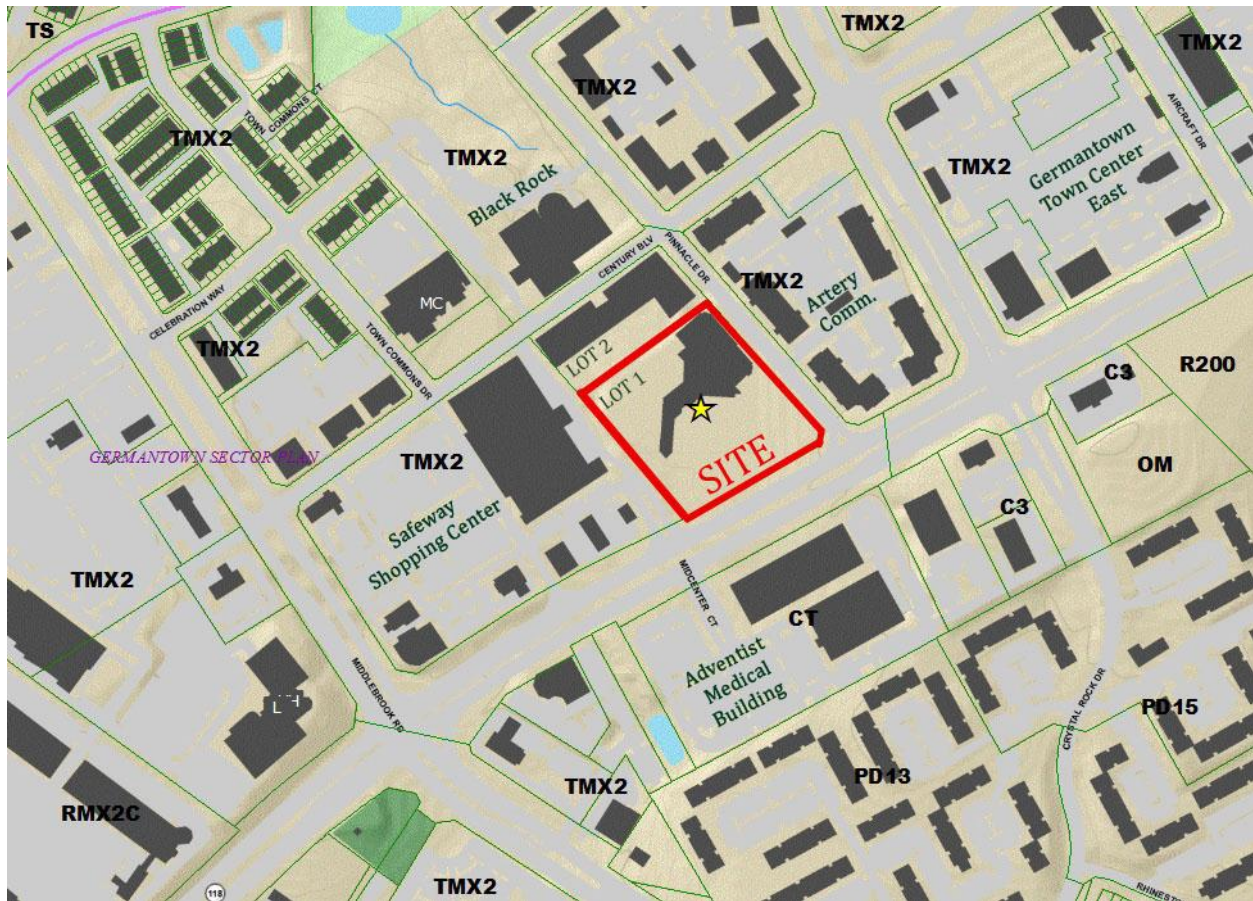 TS
TMX2
TMX2
TMX2
TOWN COMMONS CT
TMX2
TMX2
AIRCRAFT DR
TMX2
Germantown
Town Center
East
Black Rock
PINNACLE DR
CENTURY BLV
TMX2
Artery
Comm.
MC
CELEBRATION WAY
TMX2
TOWN COMMONS DR
LOT 2
LOT 1
C3
R200
GERMANTOWN SECTOR PLAN
TMX2
SITE
OM
C3
Safeway
Shopping Center
TMX2
MIDCENTER CT
CT
Adventist
Medical
Building
MIDDLEBROOK RD
L
H
CRYSTAL ROCK DR
PD15
TMX2
PD13
RMX2C
118
TMX2